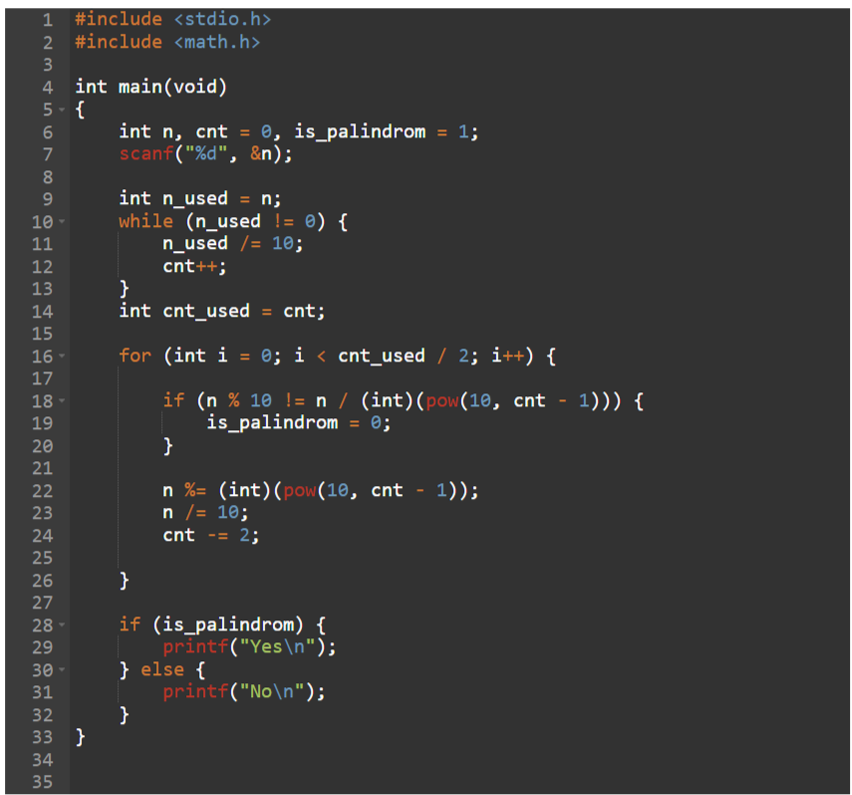 1 #include <stdio.h>
2 #include <math.h>
3
4 int main(void)
5 {
6     int n, cnt = 0, is_palindrom = 1;
7     scanf("%d", &n);
8
9     int n_used = n;
10     while (n_used != 0) {
11         n_used /= 10;
12         cnt++;
13     }
14     int cnt_used = cnt;
15
16     for (int i = 0; i < cnt_used / 2; i++) {
17
18         if (n % 10 != n / (int)(pow(10, cnt - 1))) {
19             is_palindrom = 0;
20         }
21
22         n %= (int)(pow(10, cnt - 1));
23         n /= 10;
24         cnt -= 2;
25
26     }
27
28     if (is_palindrom) {
29         printf("Yes\n");
30     } else {
31         printf("No\n");
32     }
33 }
34
35